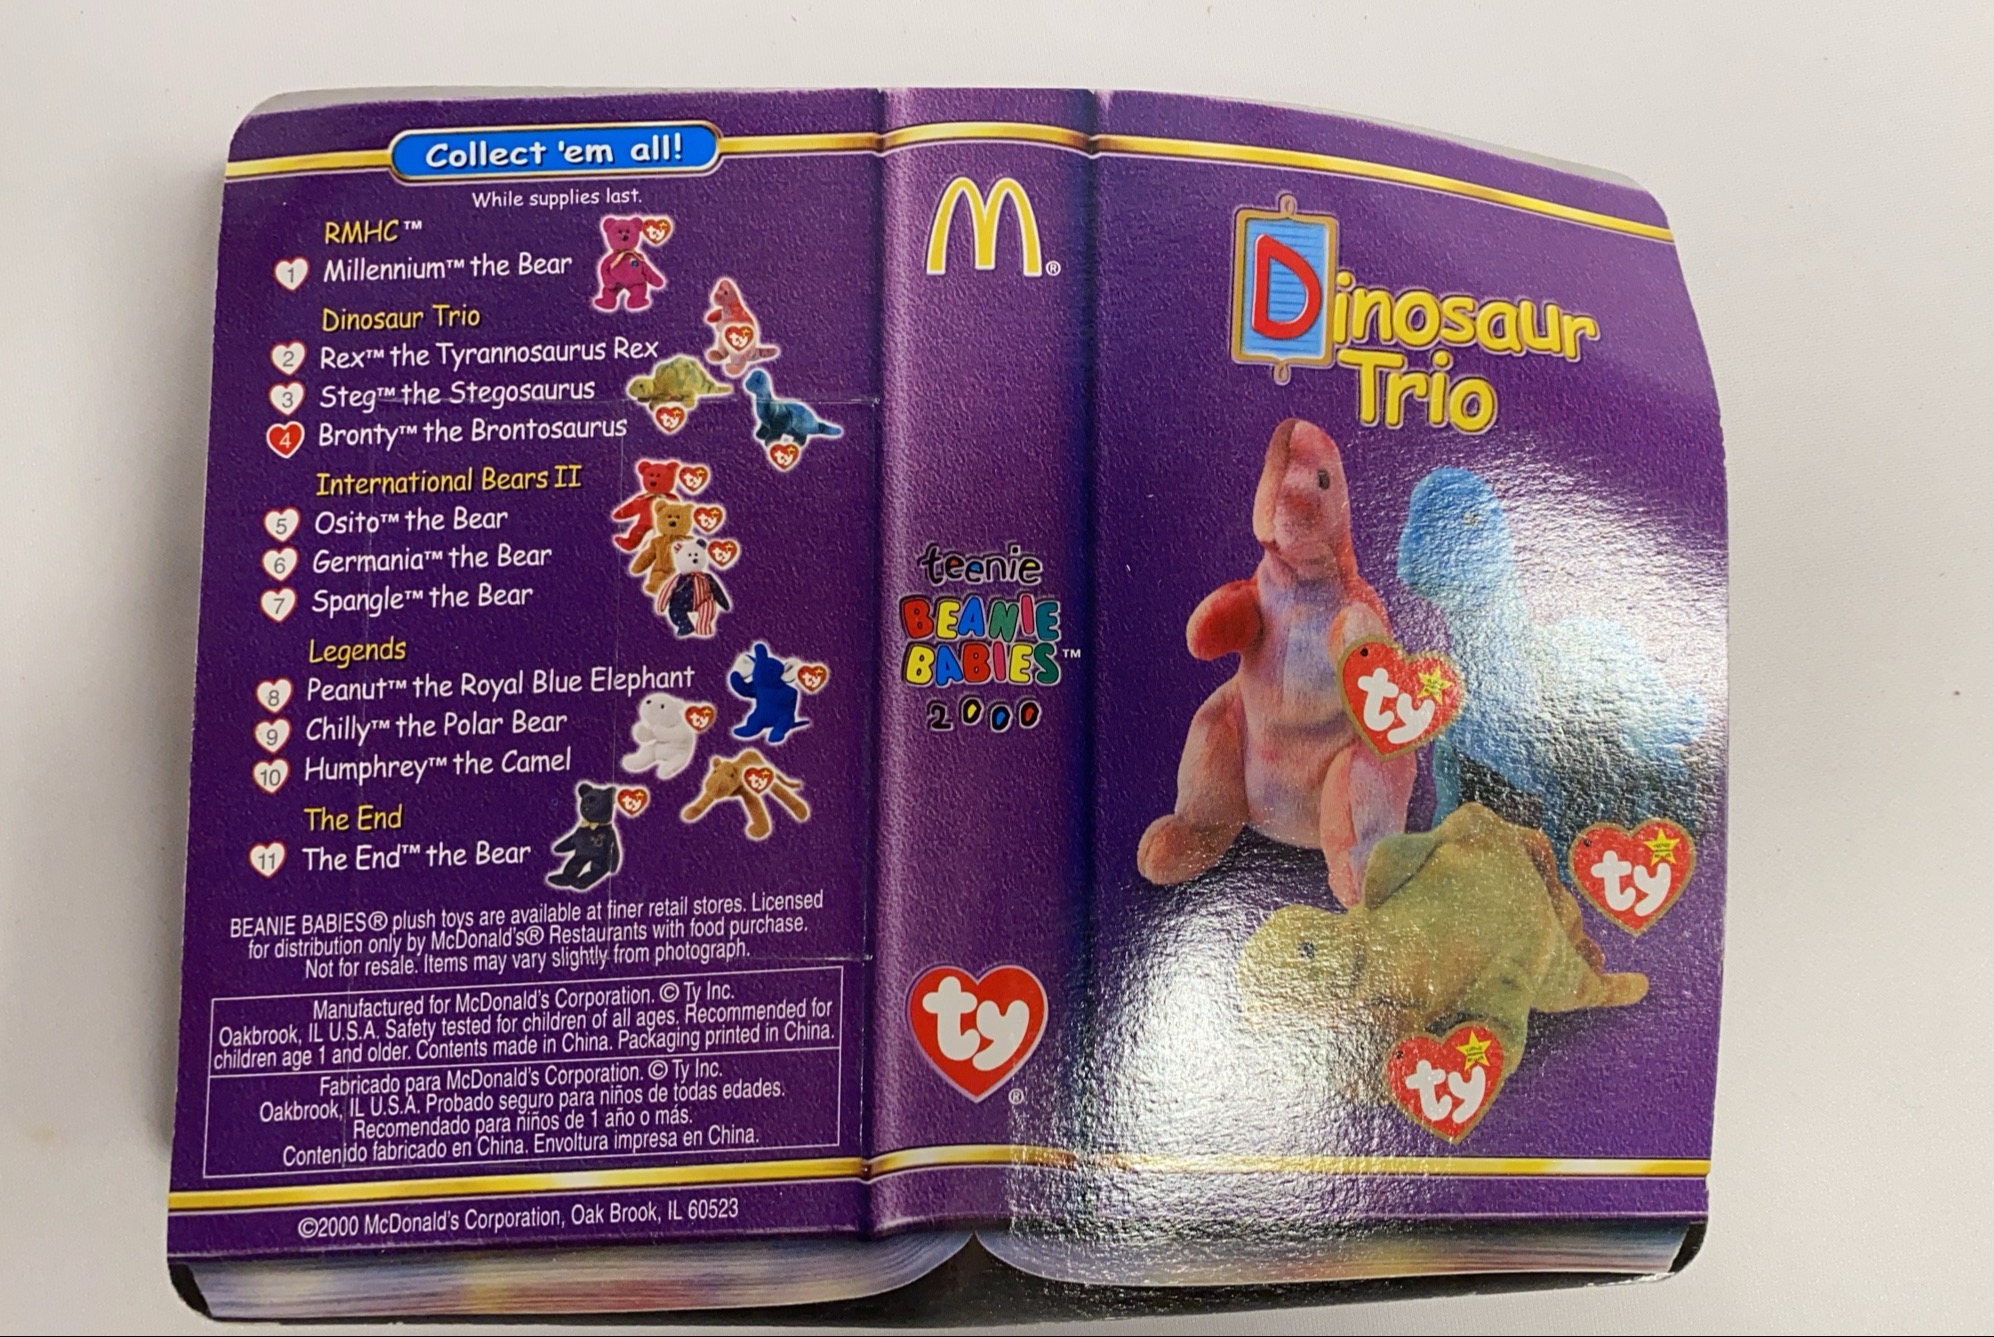 Collect 'em all!
While supplies last.
RMHC™
1 Millennium™ the Bear
Dinosaur Trio
2 Rex™ the Tyrannosaurus Rex
3 Steg™ the Stegosaurus
4 Bronty™ the Brontosaurus
International Bears II
5 Osito™ the Bear
6 Germania™ the Bear
7 Spangle™ the Bear
Legends
8 Peanut™ the Royal Blue Elephant
9 Chilly™ the Polar Bear
10 Humphrey™ the Camel
The End
11 The End™ the Bear
BEANIE BABIES® plush toys are available at finer retail stores. Licensed
for distribution only by McDonald's® Restaurants with food purchase.
Not for resale. Items may vary slightly from photograph.
Manufactured for McDonald's Corporation. © Ty Inc.
Oakbrook, IL U.S.A. Safety tested for children of all ages. Recommended for
children age 1 and older. Contents made in China. Packaging printed in China.
Fabricado para McDonald's Corporation. © Ty Inc.
Oakbrook, IL U.S.A. Probado seguro para niños de todas edades.
Recomendado para niños de 1 año o más.
Contenido fabricado en China. Envoltura impresa en China.
©2000 McDonald's Corporation, Oak Brook, IL 60523
M®
teenie
BEANIE
BABIES™
2000
ty®
Dinosaur
Trio
ty
ty
ty